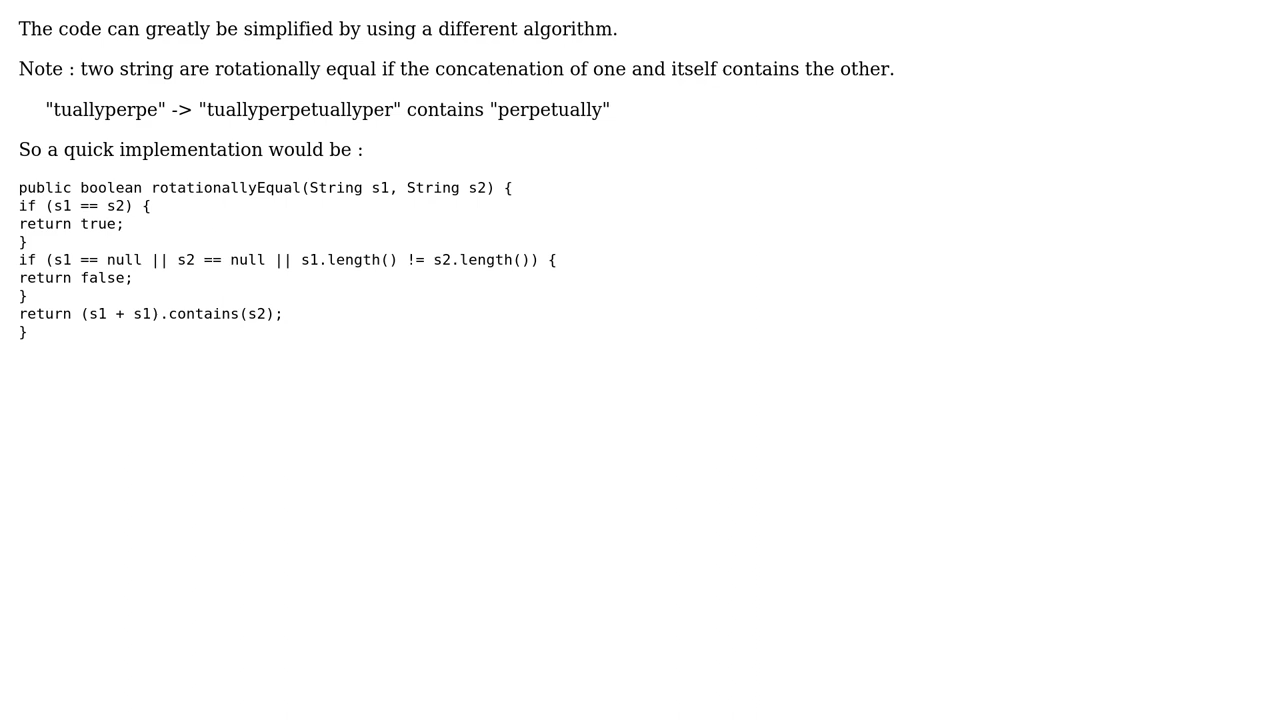 The code can greatly be simplified by using a different algorithm.
Note : two string are rotationally equal if the concatenation of one and itself contains the other.
"tuallyperpe" -> "tuallyperpetuallyper" contains "perpetually"
So a quick implementation would be :
public boolean rotationallyEqual(String s1, String s2) {
if (s1 == s2) {
return true;
}
if (s1 == null || s2 == null || s1.length() != s2.length()) {
return false;
}
return (s1 + s1).contains(s2);
}